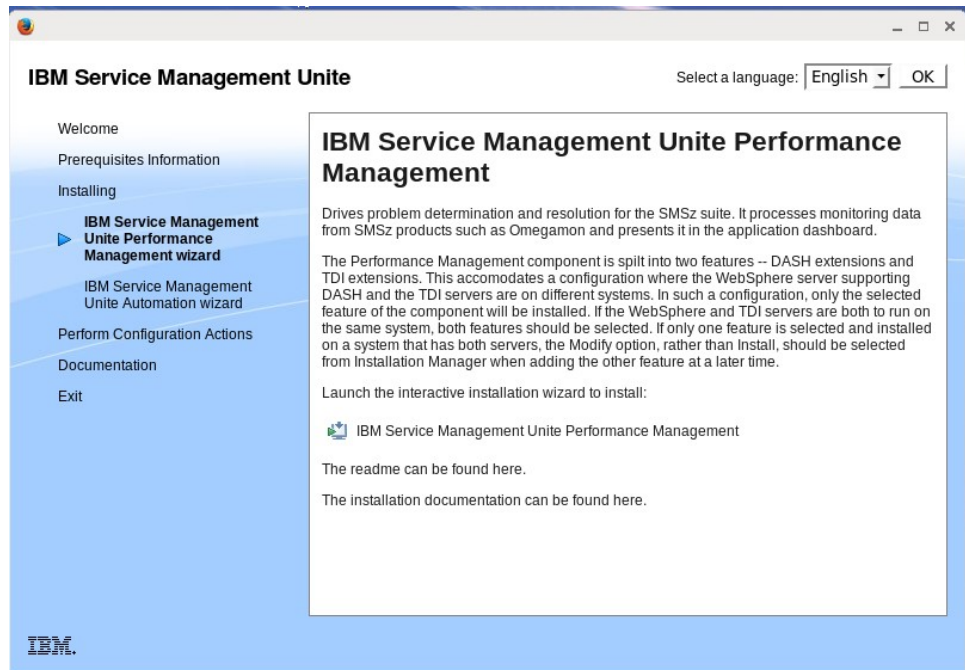 IBM Service Management Unite
Select a language: English OK
Welcome
Prerequisites Information
Installing
IBM Service Management
Unite Performance
Management wizard
IBM Service Management
Unite Automation wizard
Perform Configuration Actions
Documentation
Exit
IBM Service Management Unite Performance
Management
Drives problem determination and resolution for the SMSz suite. It processes monitoring data
from SMSz products such as Omegamon and presents it in the application dashboard.
The Performance Management component is spilt into two features -- DASH extensions and
TDI extensions. This accomodates a configuration where the WebSphere server supporting
DASH and the TDI servers are on different systems. In such a configuration, only the selected
feature of the component will be installed. If the WebSphere and TDI servers are both to run on
the same system, both features should be selected. If only one feature is selected and installed
on a system that has both servers, the Modify option, rather than Install, should be selected
from Installation Manager when adding the other feature at a later time.
Launch the interactive installation wizard to install:
IBM Service Management Unite Performance Management
The readme can be found here.
The installation documentation can be found here.
IBM.